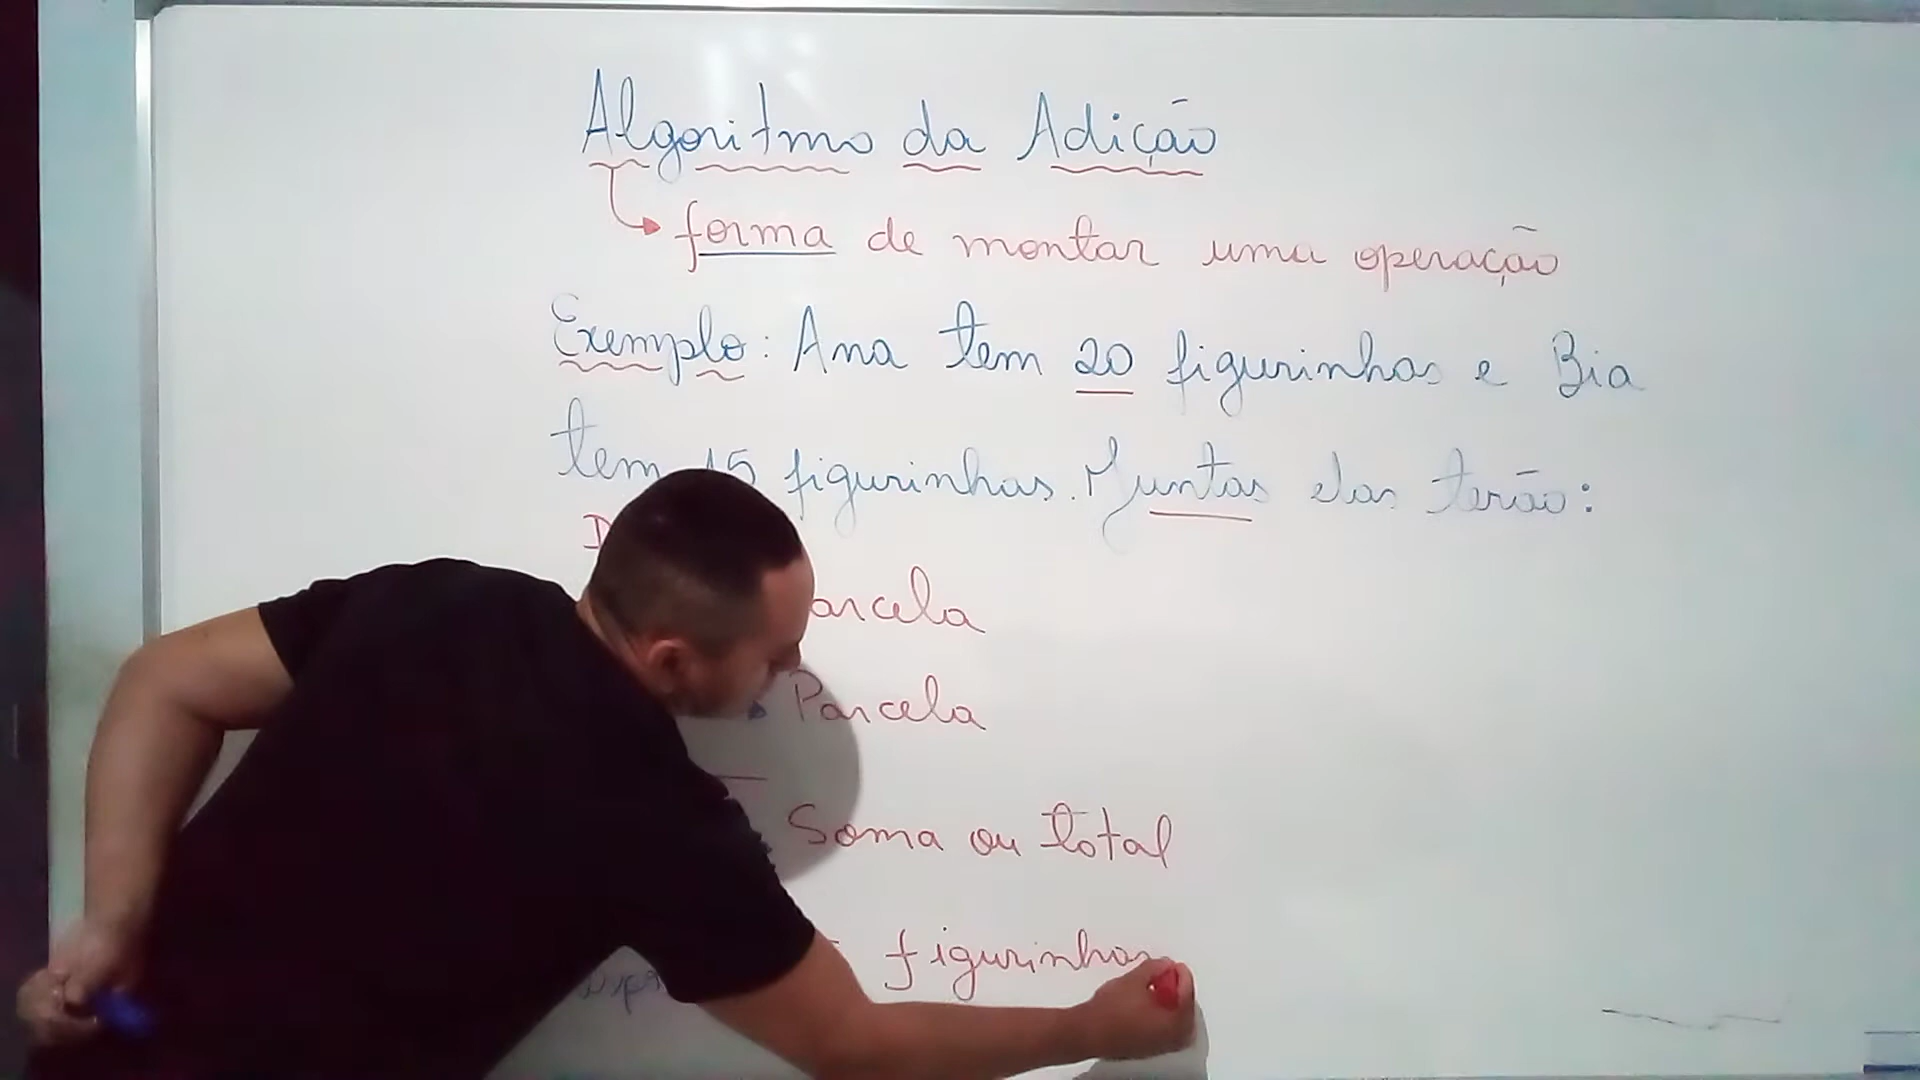 Algoritmo da Adição
forma de montar uma operação
Exemplo: Ana tem 20 figurinhas e Bia
tem 15 figurinhas. Juntas elas terão:
D
arcela
Parcela
Soma ou total
figurinhas